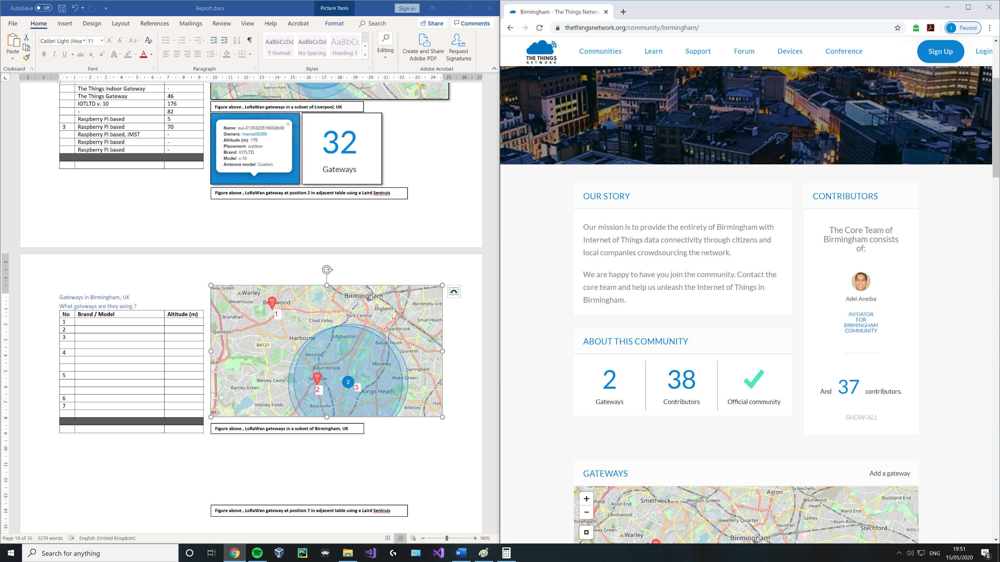 AutoSave Off
Report.docx
Picture Tools
Sign in
File Home Insert Design Layout References Mailings Review View Help Acrobat Format Search Share Comments
Paste
Calibri Light (Hea 11
AaBbCcDd AaBbCcDd AaBbCc
¶ Normal No Spacing Heading 1
Editing
Create and Share Adobe PDF
Request Signatures
Clipboard Font Paragraph Styles Adobe Acrobat
The Things Indoor Gateway -
The Things Gateway 46
IOTLTD v. 10 176
- 82
Raspberry Pi based 5
3 Raspberry Pi based 70
Raspberry Pi based, IMST -
Raspberry Pi based -
Raspberry Pi based -
Egerton Park
Aigburth
Prenton
Larchwood
Figure above , LoRaWan gateways in a subset of Liverpool, UK
Name: eui-3135323518002b00
Owners: mwnw00359
Altitude (m): 176
Placement: outdoor
Brand: IOTLTD
Model: v.10
Antenna model: Custom
32
Gateways
Figure above , LoRaWan gateway at position 2 in adjacent table using a Laird Sentruis
Gateways in Birmingham, UK
What gateways are they using ?
No Brand / Model Altitude (m)
1
2
3
4
5
6
7
way Green
Warley
Birmingham
Bleakhouse
Bordesley Gre
Digbeth
1
Brandhall
Park Central
Chad Valley
Small Heath
Quinton
Sparkbrook
Harborne
Edgbaston
B4121
Balsall Heath
Metchley
Sparkhill
Bournbrook
Moseley
Springfield
Weoley Castle
Wake Green
2
3
2
Bartley Green
Kings Heath
Shenley Fields
Bournville
Billesley
Hall
M5
Figure above , LoRaWan gateways in a subset of Birmingham, UK
Figure above , LoRaWan gateway at position 7 in adjacent table using a Laird Sentruis
Page 18 of 35 3239 words English (United Kingdom) 90%
Birmingham - The Things Netwo
thethingsnetwork.org/community/birmingham/
Paused
THE THINGS
NETWORK
Communities Learn Support Forum Devices Conference Sign Up Login
OUR STORY
Our mission is to provide the entirety of Birmingham with
Internet of Things data connectivity through citizens and
local companies crowdsourcing the network.
We are happy to have you join the community. Contact the
core team and help us unleash the Internet of Things in
Birmingham.
CONTRIBUTORS
The Core Team of
Birmingham consists
of:
Adel Aneiba
INITIATOR
FOR
BIRMINGHAM
COMMUNITY
And 37 contributors.
SHOW ALL
ABOUT THIS COMMUNITY
2 38
Gateways Contributors Official community
GATEWAYS Add a gateway
Aston
Nechells
Buckland End
Rood End
Smethwick
Winson Green
Washwood
Heath
Ward End
Landswood
Jewellery Quarter
Saltley
Alum Rock
Vauxhall
Stechford
way Green
Warley
Birmingham
Search for anything
ENG
19:51
15/05/2020
6